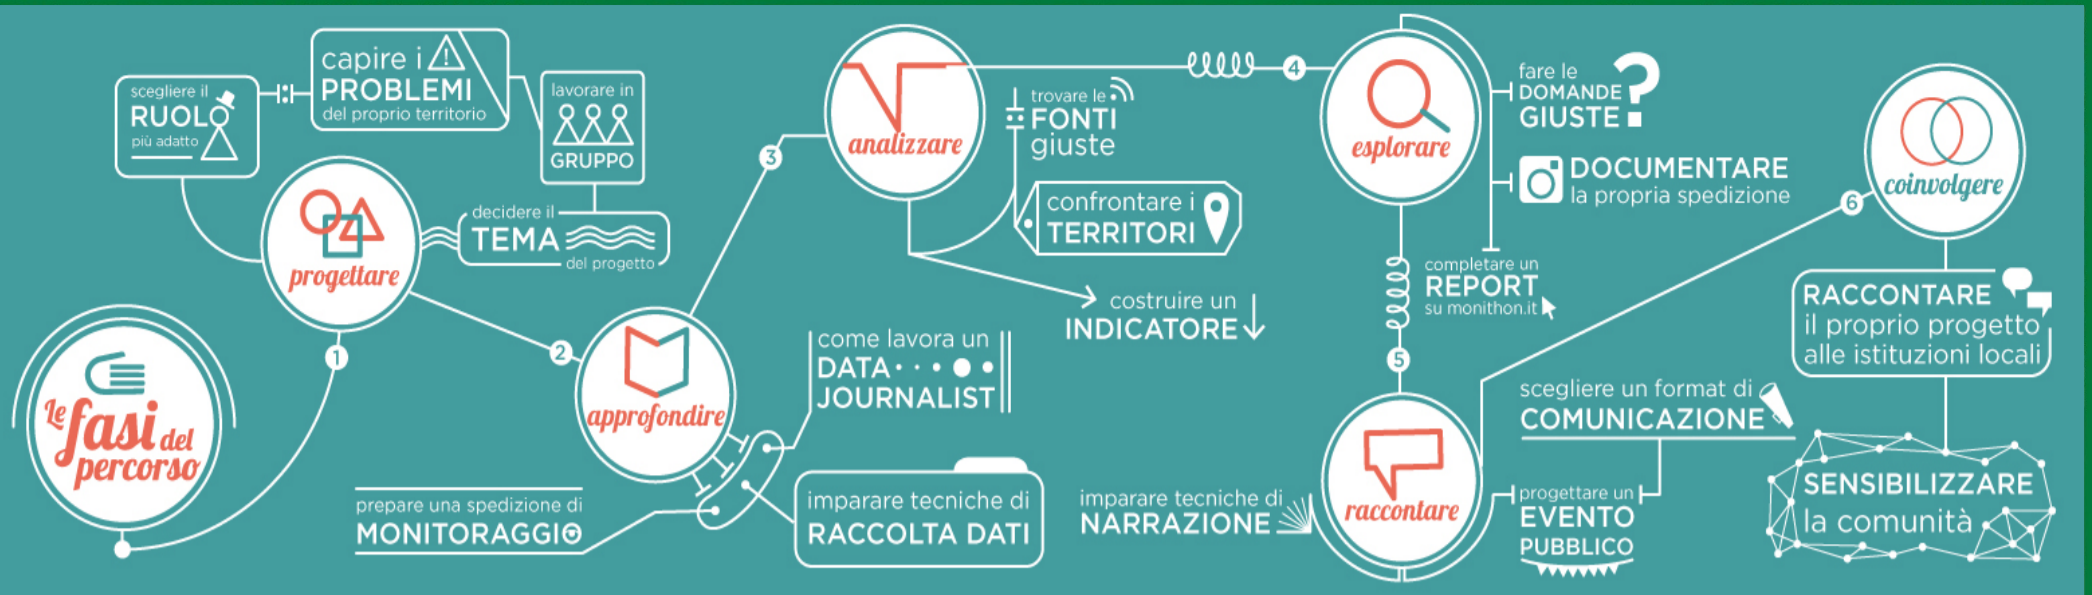 Le
fasi del
percorso
1
progettare
scegliere il
RUOLO
più adatto
capire i
PROBLEMI
del proprio territorio
lavorare in
GRUPPO
decidere il
TEMA
del progetto
2
approfondire
come lavora un
DATA
JOURNALIST
imparare tecniche di
RACCOLTA DATI
prepare una spedizione di
MONITORAGGIO
3
analizzare
trovare le
FONTI
giuste
confrontare i
TERRITORI
costruire un
INDICATORE
4
esplorare
fare le
DOMANDE
GIUSTE ?
DOCUMENTARE
la propria spedizione
completare un
REPORT
su monithon.it
5
raccontare
imparare tecniche di
NARRAZIONE
scegliere un format di
COMUNICAZIONE
progettare un
EVENTO
PUBBLICO
6
coinvolgere
RACCONTARE
il proprio progetto
alle istituzioni locali
SENSIBILIZZARE
la comunità